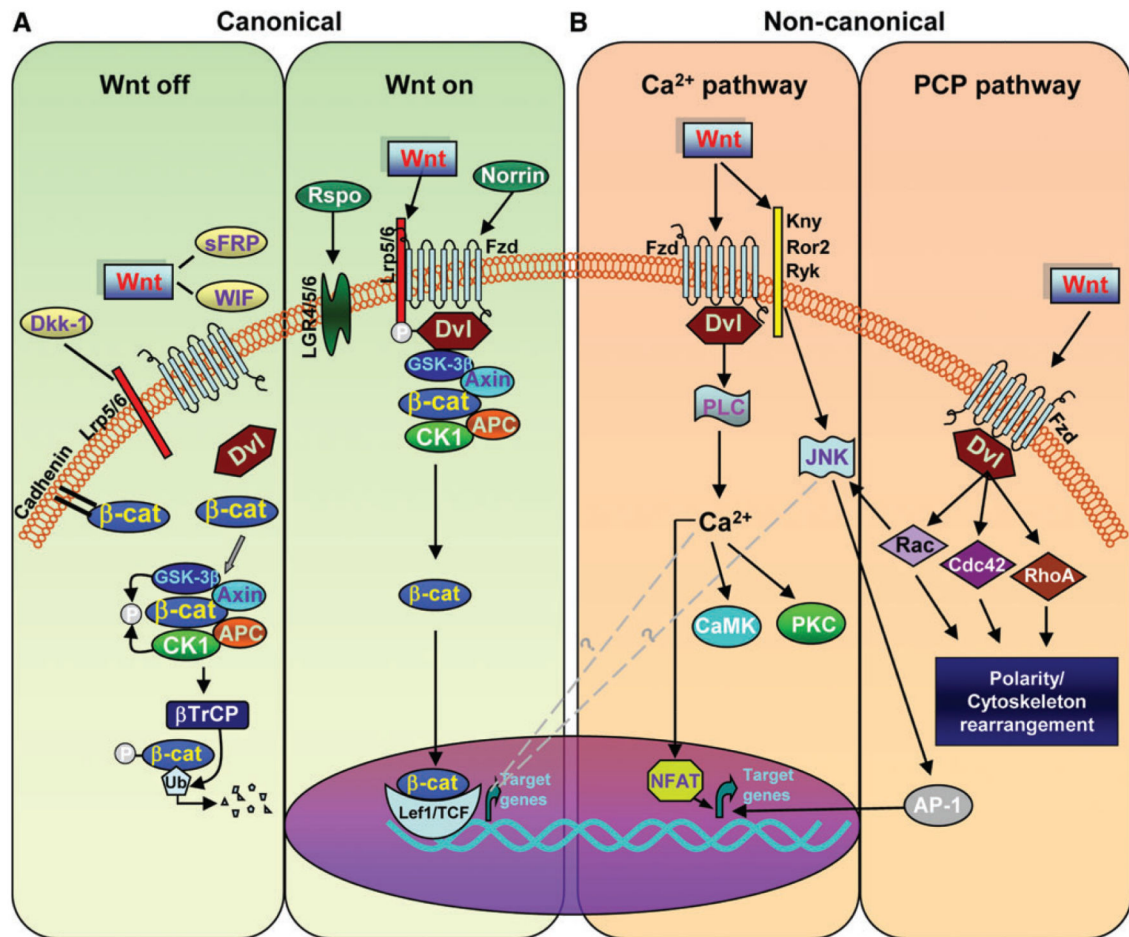 A
Canonical
B
Non-canonical
Wnt off
Wnt on
Ca²⁺ pathway
PCP pathway
sFRP
Wnt
WIF
Dkk-1
Lrp5/6
Cadhenin
Dvl
β-cat
β-cat
GSK-3β
Axin
P
β-cat
APC
CK1
βTrCP
P
β-cat
Ub
Wnt
Norrin
Rspo
Lrp5/6
Fzd
LGR4/5/6
P
Dvl
GSK-3β
Axin
β-cat
APC
CK1
β-cat
β-cat
Lef1/TCF
Target
genes
Wnt
Kny
Ror2
Ryk
Fzd
Dvl
PLC
JNK
Ca²⁺
?
?
CaMK
PKC
NFAT
Target
genes
Wnt
Fzd
Dvl
Rac
Cdc42
RhoA
Polarity/
Cytoskeleton
rearrangement
AP-1